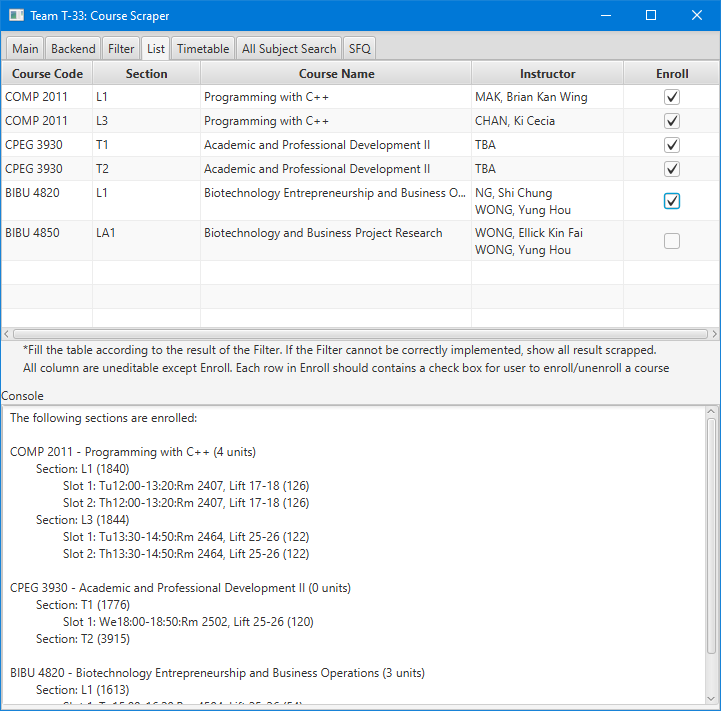 Team T-33: Course Scraper
Main Backend Filter List Timetable All Subject Search SFQ
Course Code Section Course Name Instructor Enroll
COMP 2011 L1 Programming with C++ MAK, Brian Kan Wing
COMP 2011 L3 Programming with C++ CHAN, Ki Cecia
CPEG 3930 T1 Academic and Professional Development II TBA
CPEG 3930 T2 Academic and Professional Development II TBA
BIBU 4820 L1 Biotechnology Entrepreneurship and Business O... NG, Shi Chung
WONG, Yung Hou
BIBU 4850 LA1 Biotechnology and Business Project Research WONG, Ellick Kin Fai
WONG, Yung Hou
*Fill the table according to the result of the Filter. If the Filter cannot be correctly implemented, show all result scrapped.
All column are uneditable except Enroll. Each row in Enroll should contains a check box for user to enroll/unenroll a course
Console
The following sections are enrolled:
COMP 2011 - Programming with C++ (4 units)
Section: L1 (1840)
Slot 1: Tu12:00-13:20:Rm 2407, Lift 17-18 (126)
Slot 2: Th12:00-13:20:Rm 2407, Lift 17-18 (126)
Section: L3 (1844)
Slot 1: Tu13:30-14:50:Rm 2464, Lift 25-26 (122)
Slot 2: Th13:30-14:50:Rm 2464, Lift 25-26 (122)
CPEG 3930 - Academic and Professional Development II (0 units)
Section: T1 (1776)
Slot 1: We18:00-18:50:Rm 2502, Lift 25-26 (120)
Section: T2 (3915)
BIBU 4820 - Biotechnology Entrepreneurship and Business Operations (3 units)
Section: L1 (1613)